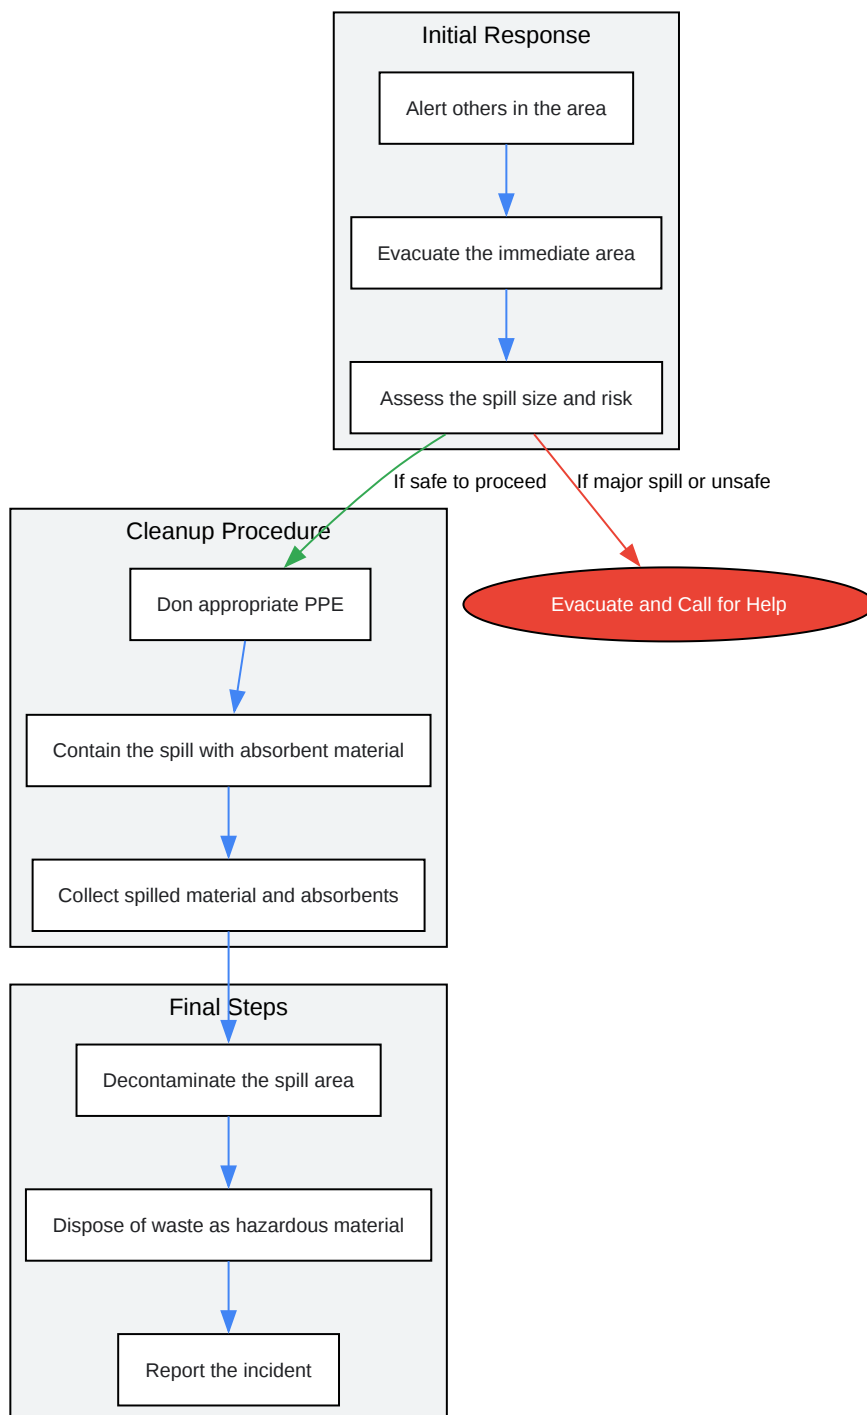 Initial Response
Alert others in the area
Evacuate the immediate area
Assess the spill size and risk
If safe to proceed
If major spill or unsafe
Cleanup Procedure
Don appropriate PPE
Evacuate and Call for Help
Contain the spill with absorbent material
Collect spilled material and absorbents
Final Steps
Decontaminate the spill area
Dispose of waste as hazardous material
Report the incident